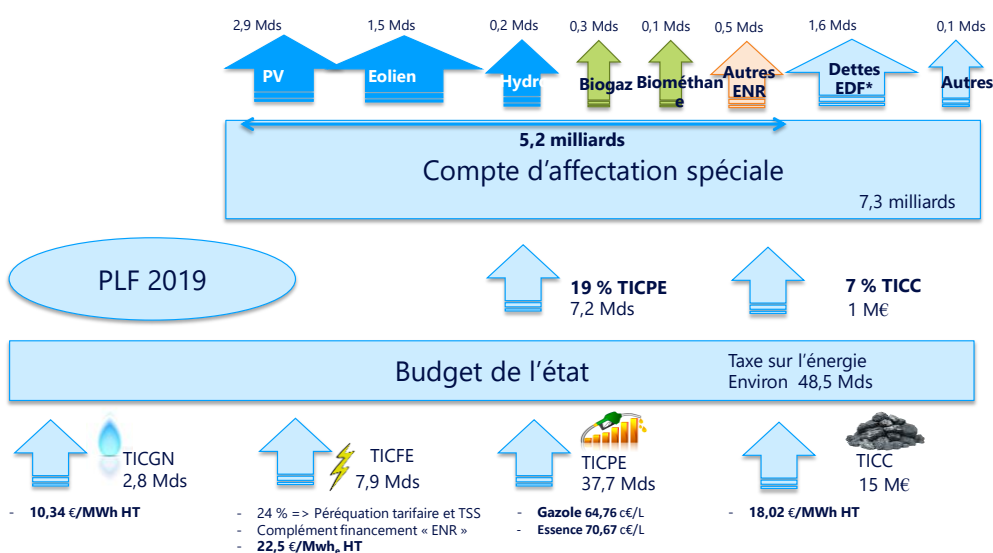 2,9 Mds 1,5 Mds 0,2 Mds 0,3 Mds 0,1 Mds 0,5 Mds 1,6 Mds 0,1 Mds
PV
Eolien
Hydro
Biogaz
Biométhan
e
Autres
ENR
Dettes
EDF*
Autres
5,2 milliards
Compte d’affectation spéciale
7,3 milliards
PLF 2019
19 % TICPE
7,2 Mds
7 % TICC
1 M€
Budget de l’état
Taxe sur l’énergie
Environ 48,5 Mds
TICGN
2,8 Mds
- 10,34 €/MWh HT
TICFE
7,9 Mds
- 24 % => Péréquation tarifaire et TSS
- Complément financement « ENR »
- 22,5 €/Mwhe HT
TICPE
37,7 Mds
- Gazole 64,76 c€/L
- Essence 70,67 c€/L
TICC
15 M€
- 18,02 €/MWh HT